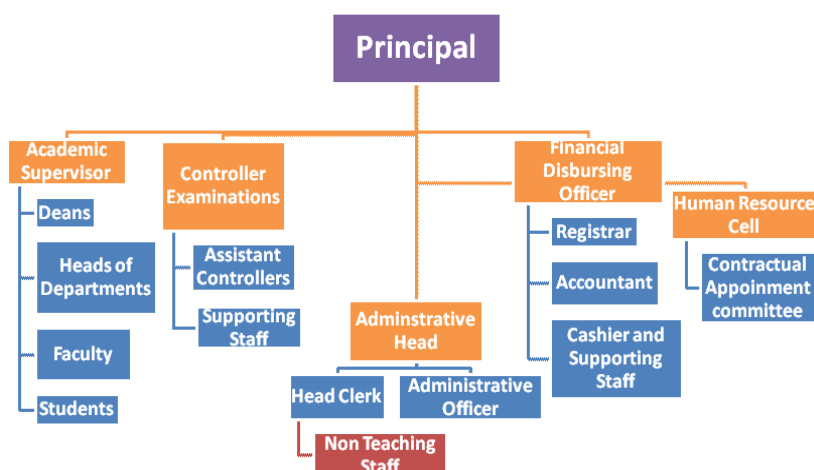 Principal
Academic
Supervisor
Deans
Heads of
Departments
Faculty
Students
Controller
Examinations
Assistant
Controllers
Supporting
Staff
Adminstrative
Head
Head Clerk
Administrative
Officer
Non Teaching
Staff
Financial
Disbursing
Officer
Registrar
Accountant
Cashier and
Supporting
Staff
Human Resource
Cell
Contractual
Appoinment
committee